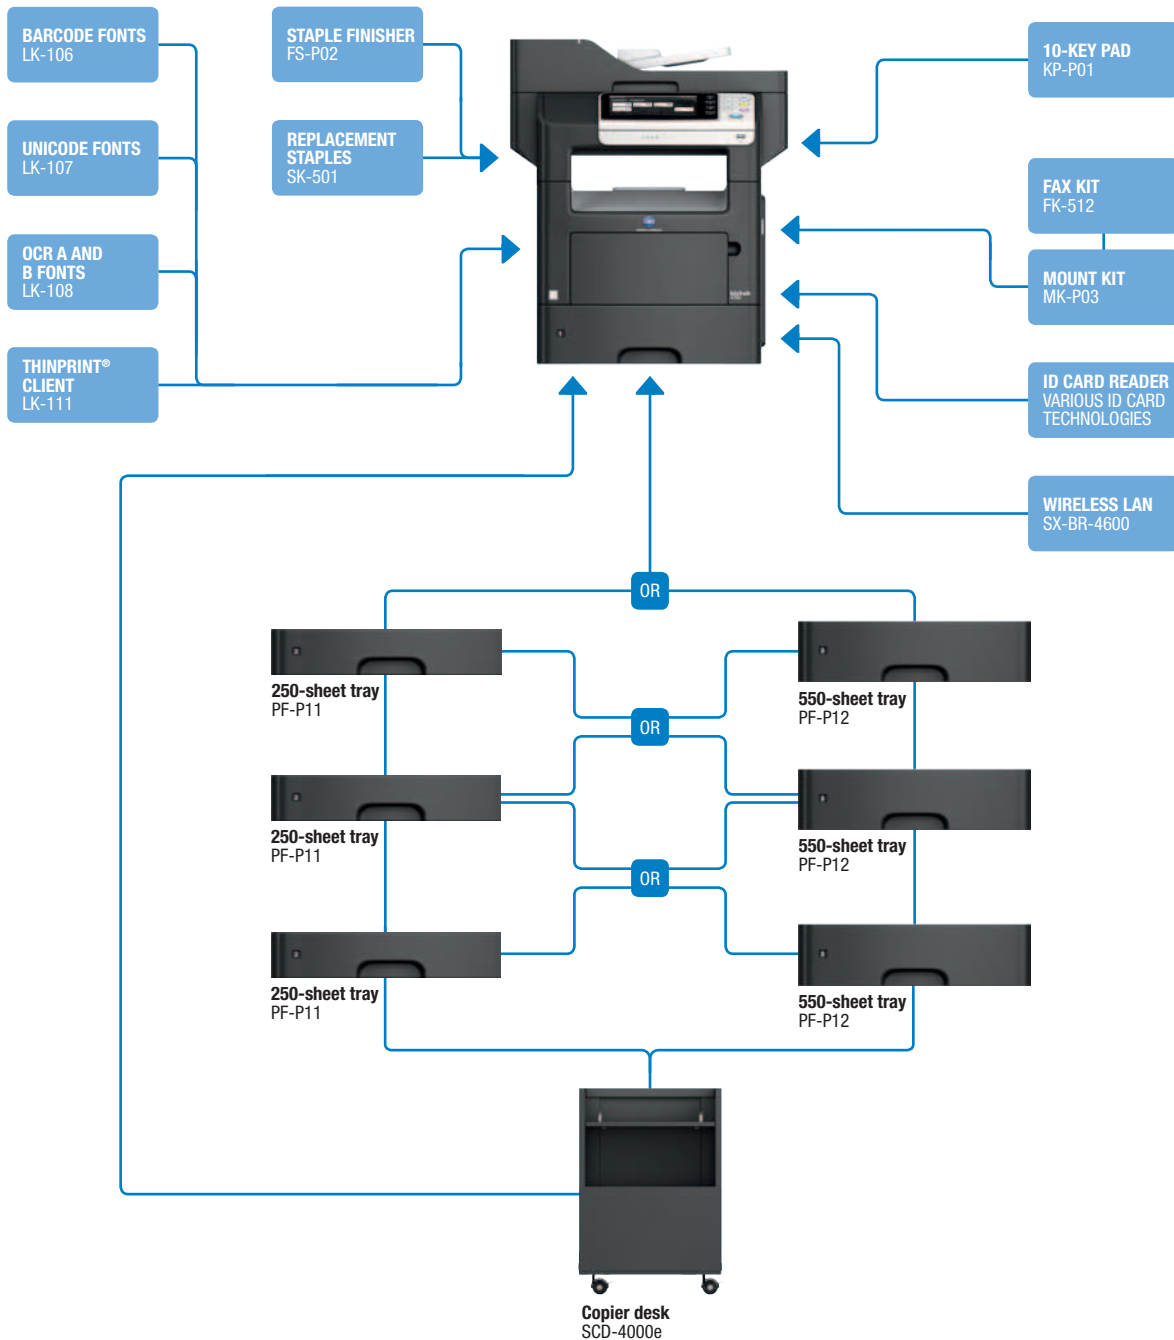 BARCODE FONTS
LK-106
UNICODE FONTS
LK-107
OCR A AND
B FONTS
LK-108
THINPRINT®
CLIENT
LK-111
STAPLE FINISHER
FS-P02
REPLACEMENT
STAPLES
SK-501
10-KEY PAD
KP-P01
FAX KIT
FK-512
MOUNT KIT
MK-P03
ID CARD READER
VARIOUS ID CARD
TECHNOLOGIES
WIRELESS LAN
SX-BR-4600
OR
250-sheet tray
PF-P11
550-sheet tray
PF-P12
OR
250-sheet tray
PF-P11
550-sheet tray
PF-P12
OR
250-sheet tray
PF-P11
550-sheet tray
PF-P12
Copier desk
SCD-4000e